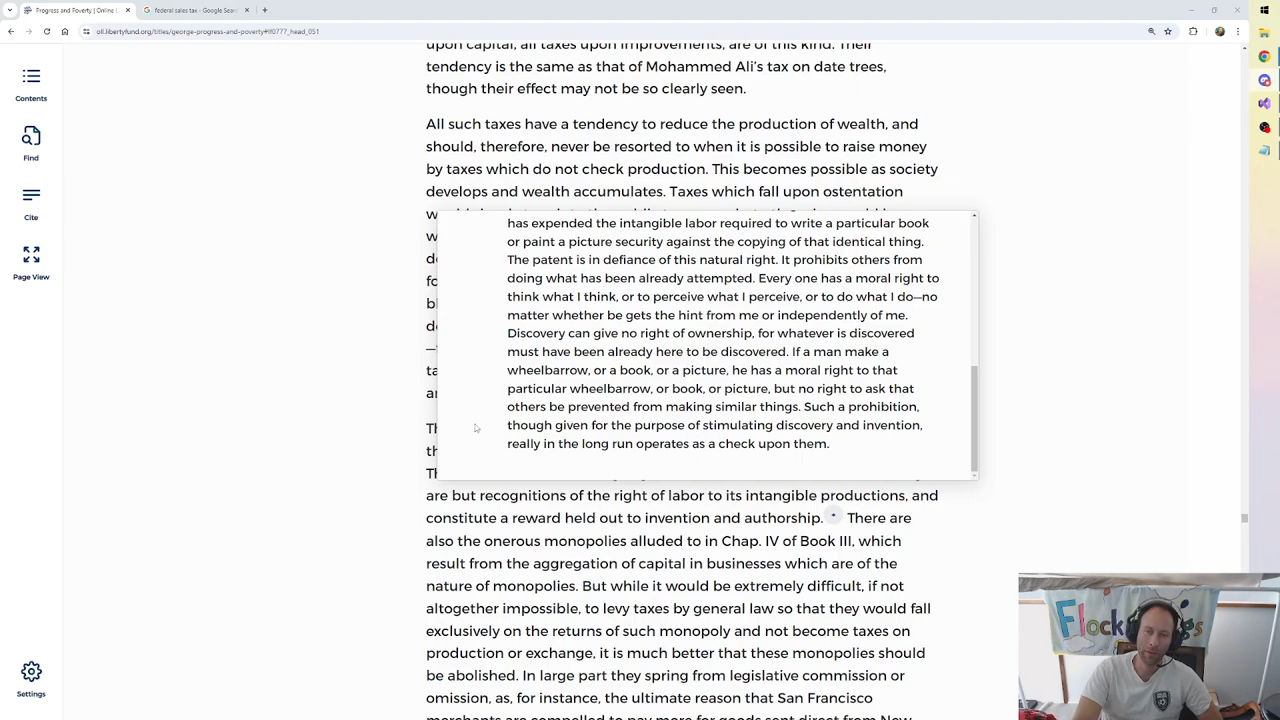 Progress and Poverty | Online L
federal sales tax - Google Sear
oll.libertyfund.org/titles/george-progress-and-poverty#lf0777_head_051
Contents
Find
Cite
Page View
Settings
upon capital, all taxes upon improvements, are of this kind. Their
tendency is the same as that of Mohammed Ali's tax on date trees,
though their effect may not be so clearly seen.
All such taxes have a tendency to reduce the production of wealth, and
should, therefore, never be resorted to when it is possible to raise money
by taxes which do not check production. This becomes possible as society
develops and wealth accumulates. Taxes which fall upon ostentation
has expended the intangible labor required to write a particular book
or paint a picture security against the copying of that identical thing.
The patent is in defiance of this natural right. It prohibits others from
doing what has been already attempted. Every one has a moral right to
think what I think, or to perceive what I perceive, or to do what I do—no
matter whether be gets the hint from me or independently of me.
Discovery can give no right of ownership, for whatever is discovered
must have been already here to be discovered. If a man make a
wheelbarrow, or a book, or a picture, he has a moral right to that
particular wheelbarrow, or book, or picture, but no right to ask that
others be prevented from making similar things. Such a prohibition,
though given for the purpose of stimulating discovery and invention,
really in the long run operates as a check upon them.
are but recognitions of the right of labor to its intangible productions, and
constitute a reward held out to invention and authorship. There are
also the onerous monopolies alluded to in Chap. IV of Book III, which
result from the aggregation of capital in businesses which are of the
nature of monopolies. But while it would be extremely difficult, if not
altogether impossible, to levy taxes by general law so that they would fall
exclusively on the returns of such monopoly and not become taxes on
production or exchange, it is much better that these monopolies should
be abolished. In large part they spring from legislative commission or
omission, as, for instance, the ultimate reason that San Francisco
merchants are compelled to pay more for goods sent direct from New
Flock